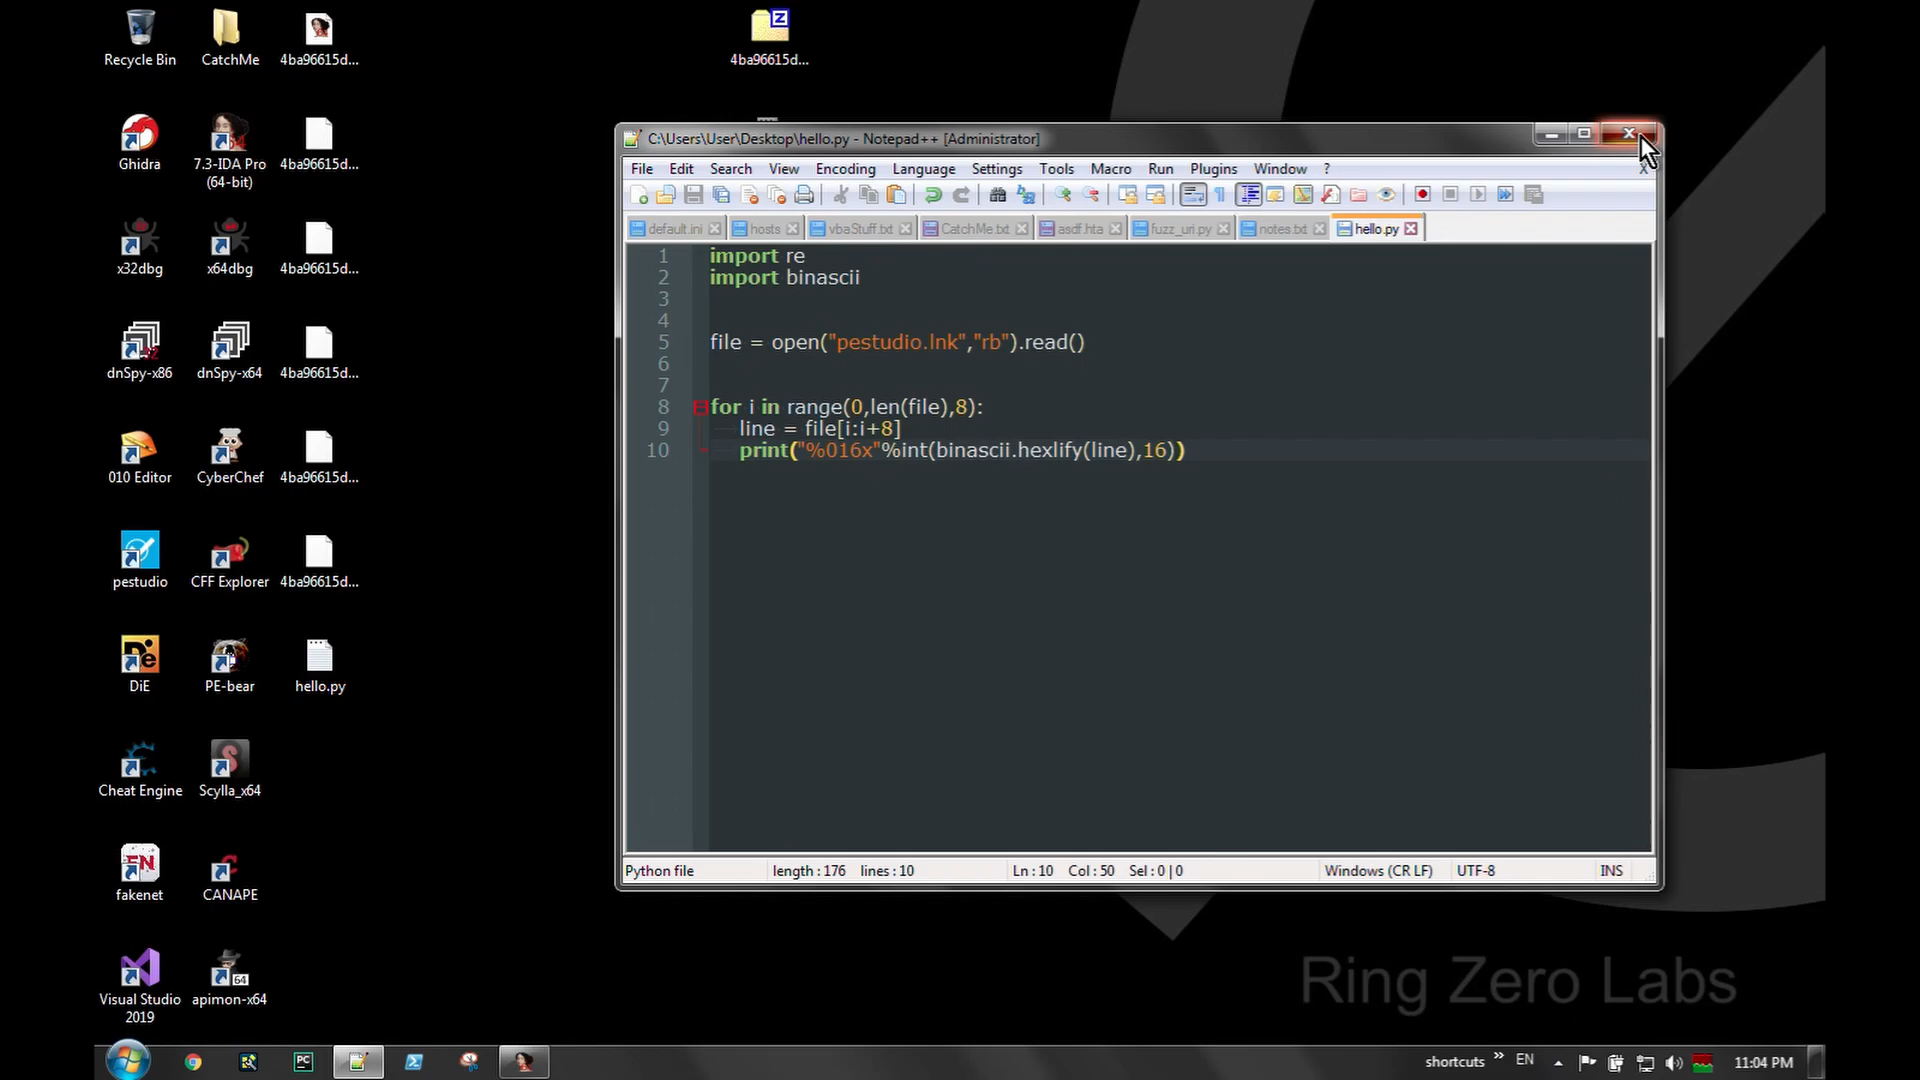 Recycle Bin
CatchMe
4ba96615d...
4ba96615d...
Ghidra
7.3-IDA Pro
(64-bit)
4ba96615d...
x32dbg
x64dbg
4ba96615d...
dnSpy-x86
dnSpy-x64
4ba96615d...
010 Editor
CyberChef
4ba96615d...
pestudio
CFF Explorer
4ba96615d...
DiE
PE-bear
hello.py
Cheat Engine
Scylla_x64
FN
fakenet
CANAPE
Visual Studio
2019
64
apimon-x64
C:\Users\User\Desktop\hello.py - Notepad++ [Administrator]
File Edit Search View Encoding Language Settings Tools Macro Run Plugins Window ?
X
default.ini hosts vbaStuff.txt CatchMe.txt asdf.hta fuzz_uri.py notes.txt hello.py
1 import re
2 import binascii
3
4
5 file = open("pestudio.lnk","rb").read()
6
7
8 for i in range(0,len(file),8):
9 line = file[i:i+8]
10 print("%016x"%int(binascii.hexlify(line),16))
Python file length : 176 lines : 10 Ln : 10 Col : 50 Sel : 0 | 0 Windows (CR LF) UTF-8 INS
Ring Zero Labs
PC
shortcuts » EN 11:04 PM